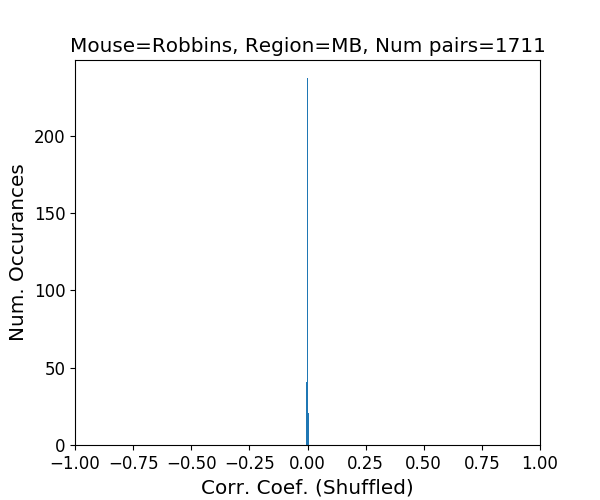 Mouse=Robbins, Region=MB, Num pairs=1711
Num. Occurances
200
150
100
50
0
−1.00 −0.75 −0.50 −0.25 0.00 0.25 0.50 0.75 1.00
Corr. Coef. (Shuffled)